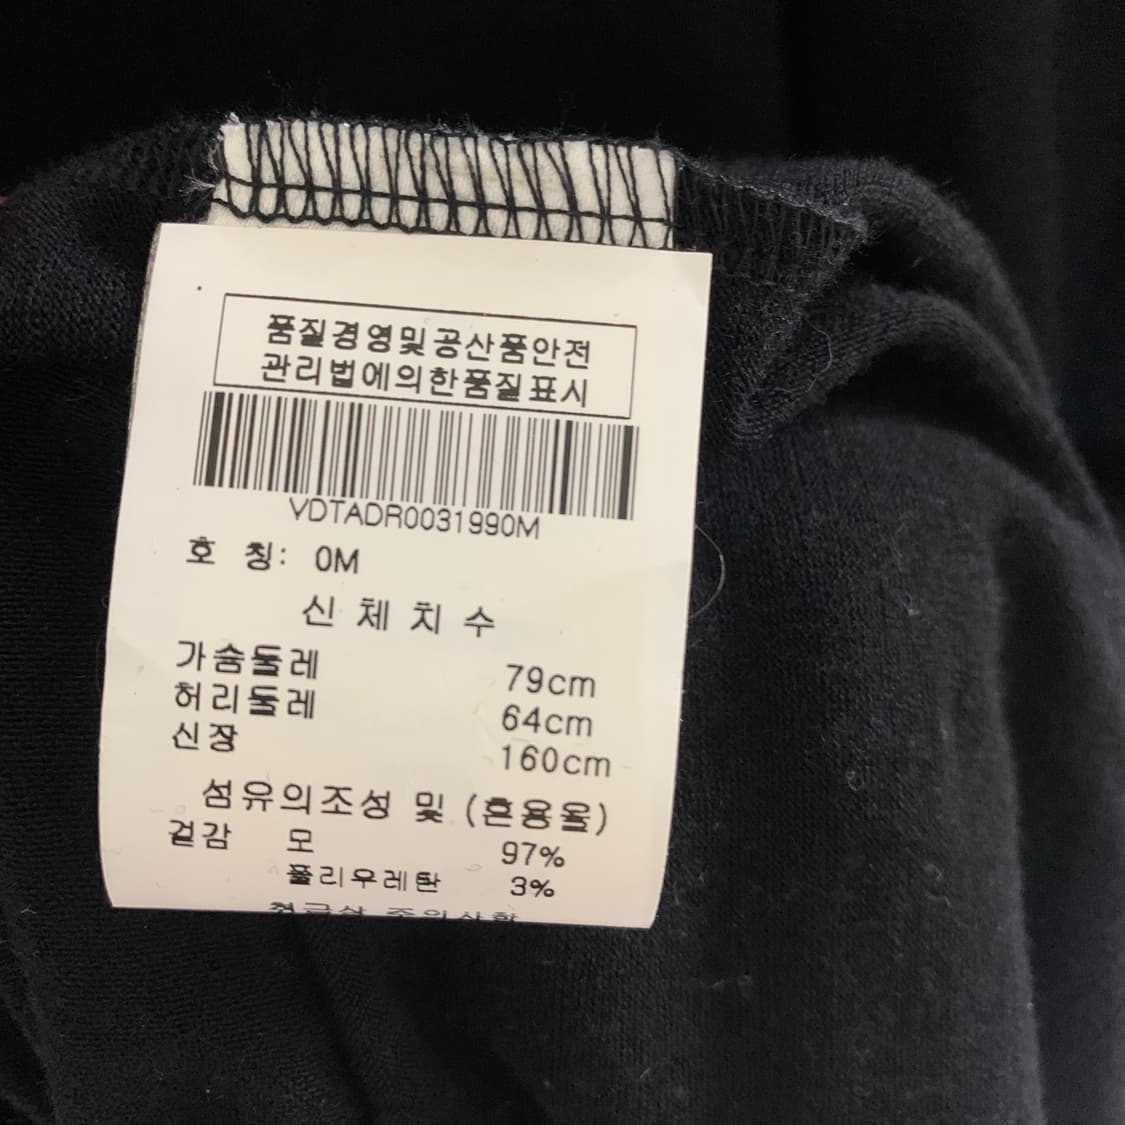 품질경영및공산품안전
관리법에의한품질표시
VDTADR0031990M
호 칭: 0M
신 체 치 수
가슴둘레 79cm
허리둘레 64cm
신장 160cm
섬유의조성 및 (혼용율)
겉감 모 97%
폴리우레탄 3%